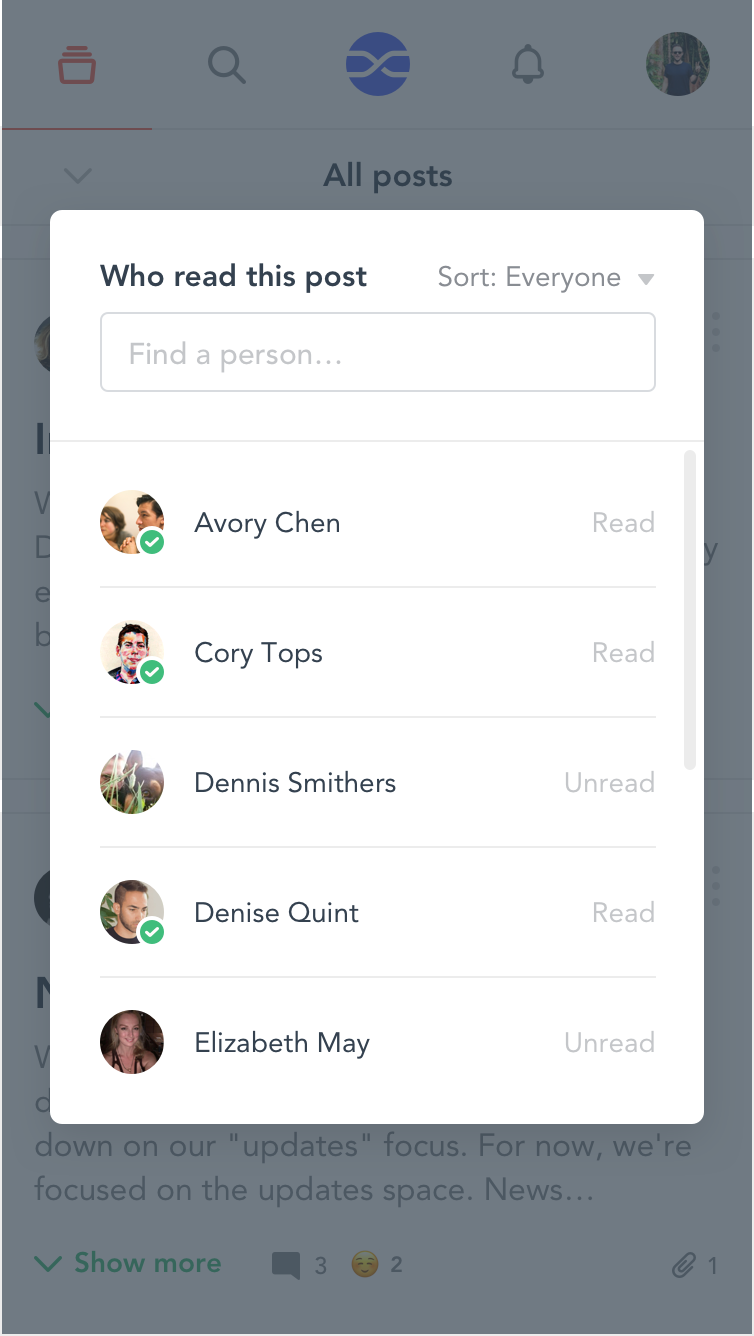 All posts
Who read this post
Sort: Everyone
Find a person…
Avory Chen
Read
Cory Tops
Read
Dennis Smithers
Unread
Denise Quint
Read
Elizabeth May
Unread
down on our "updates" focus. For now, we're
focused on the updates space. News…
Show more
3
2
1